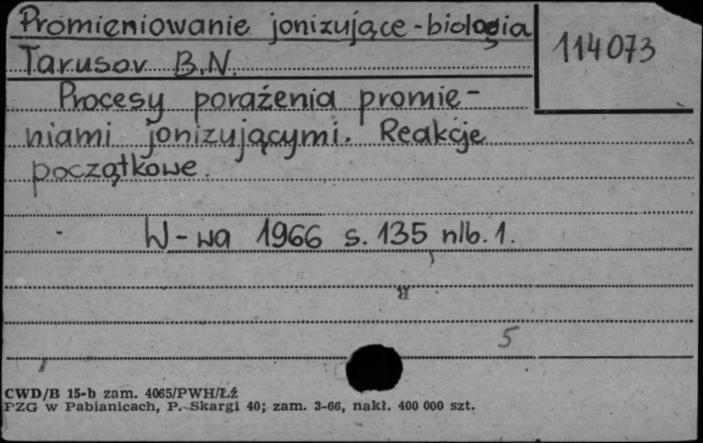 Promieniowanie jonizujące - biologia
114073
Tarusov B.N.
Procesy porażenia promie-
niami jonizującymi. Reakcje
początkowe.
W-wa 1966 s. 135 nlb. 1.
R
5
CWD/B 15-b zam. 4065/PWH/Łź
PZG w Pabianicach, P. Skargi 40; zam. 3-66, nakł. 400 000 szt.